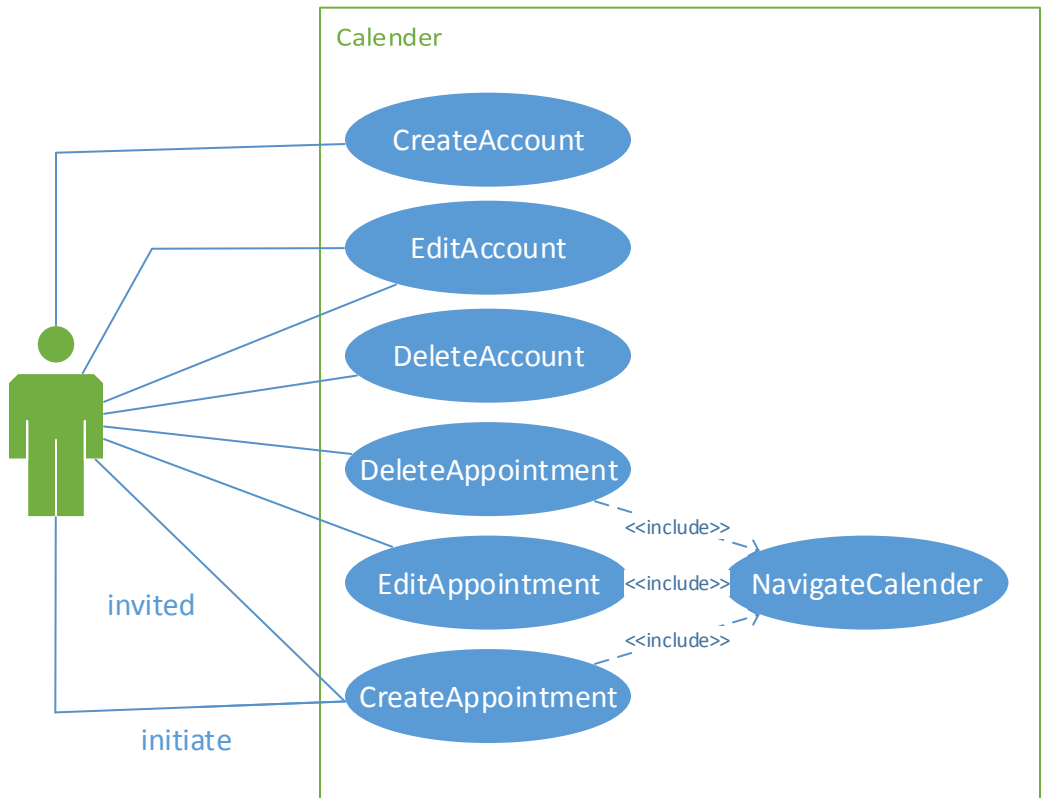 Calender
CreateAccount
EditAccount
DeleteAccount
DeleteAppointment
<<include>>
EditAppointment
<<include>>
NavigateCalender
invited
<<include>>
CreateAppointment
initiate